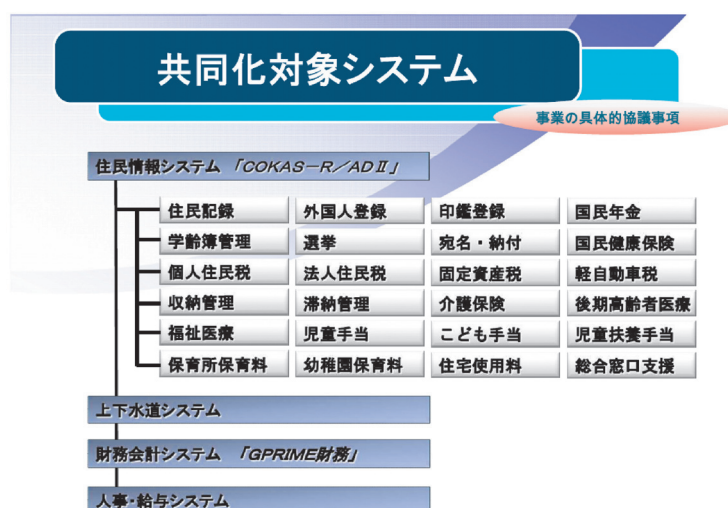 共同化対象システム
事業の具体的協議事項
住民情報システム 「COKAS－R／ADⅡ」
住民記録 外国人登録 印鑑登録 国民年金
学齢簿管理 選挙 宛名・納付 国民健康保険
個人住民税 法人住民税 固定資産税 軽自動車税
収納管理 滞納管理 介護保険 後期高齢者医療
福祉医療 児童手当 こども手当 児童扶養手当
保育所保育料 幼稚園保育料 住宅使用料 総合窓口支援
上下水道システム
財務会計システム 「GPRIME財務」
人事・給与システム